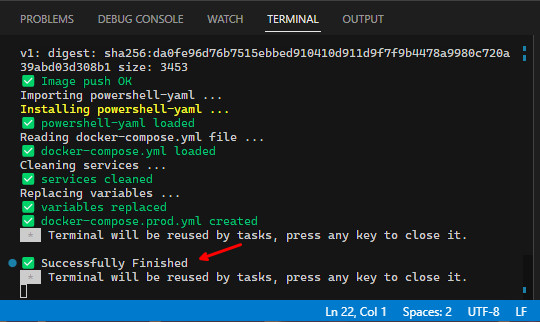 PROBLEMS DEBUG CONSOLE WATCH TERMINAL OUTPUT
v1: digest: sha256:da0fe96d76b7515ebbed910410d911d9f7f9b4478a9980c720a
39abd03d308b1 size: 3453
✅ Image push OK
Importing powershell-yaml ...
Installing powershell-yaml ...
✅ powershell-yaml loaded
Reading docker-compose.yml file ...
✅ docker-compose.yml loaded
Cleaning services ...
✅ services cleaned
Replacing variables ...
✅ variables replaced
✅ docker-compose.prod.yml created
* Terminal will be reused by tasks, press any key to close it.
✅ Successfully Finished
* Terminal will be reused by tasks, press any key to close it.
Ln 22, Col 1 Spaces: 2 UTF-8 LF